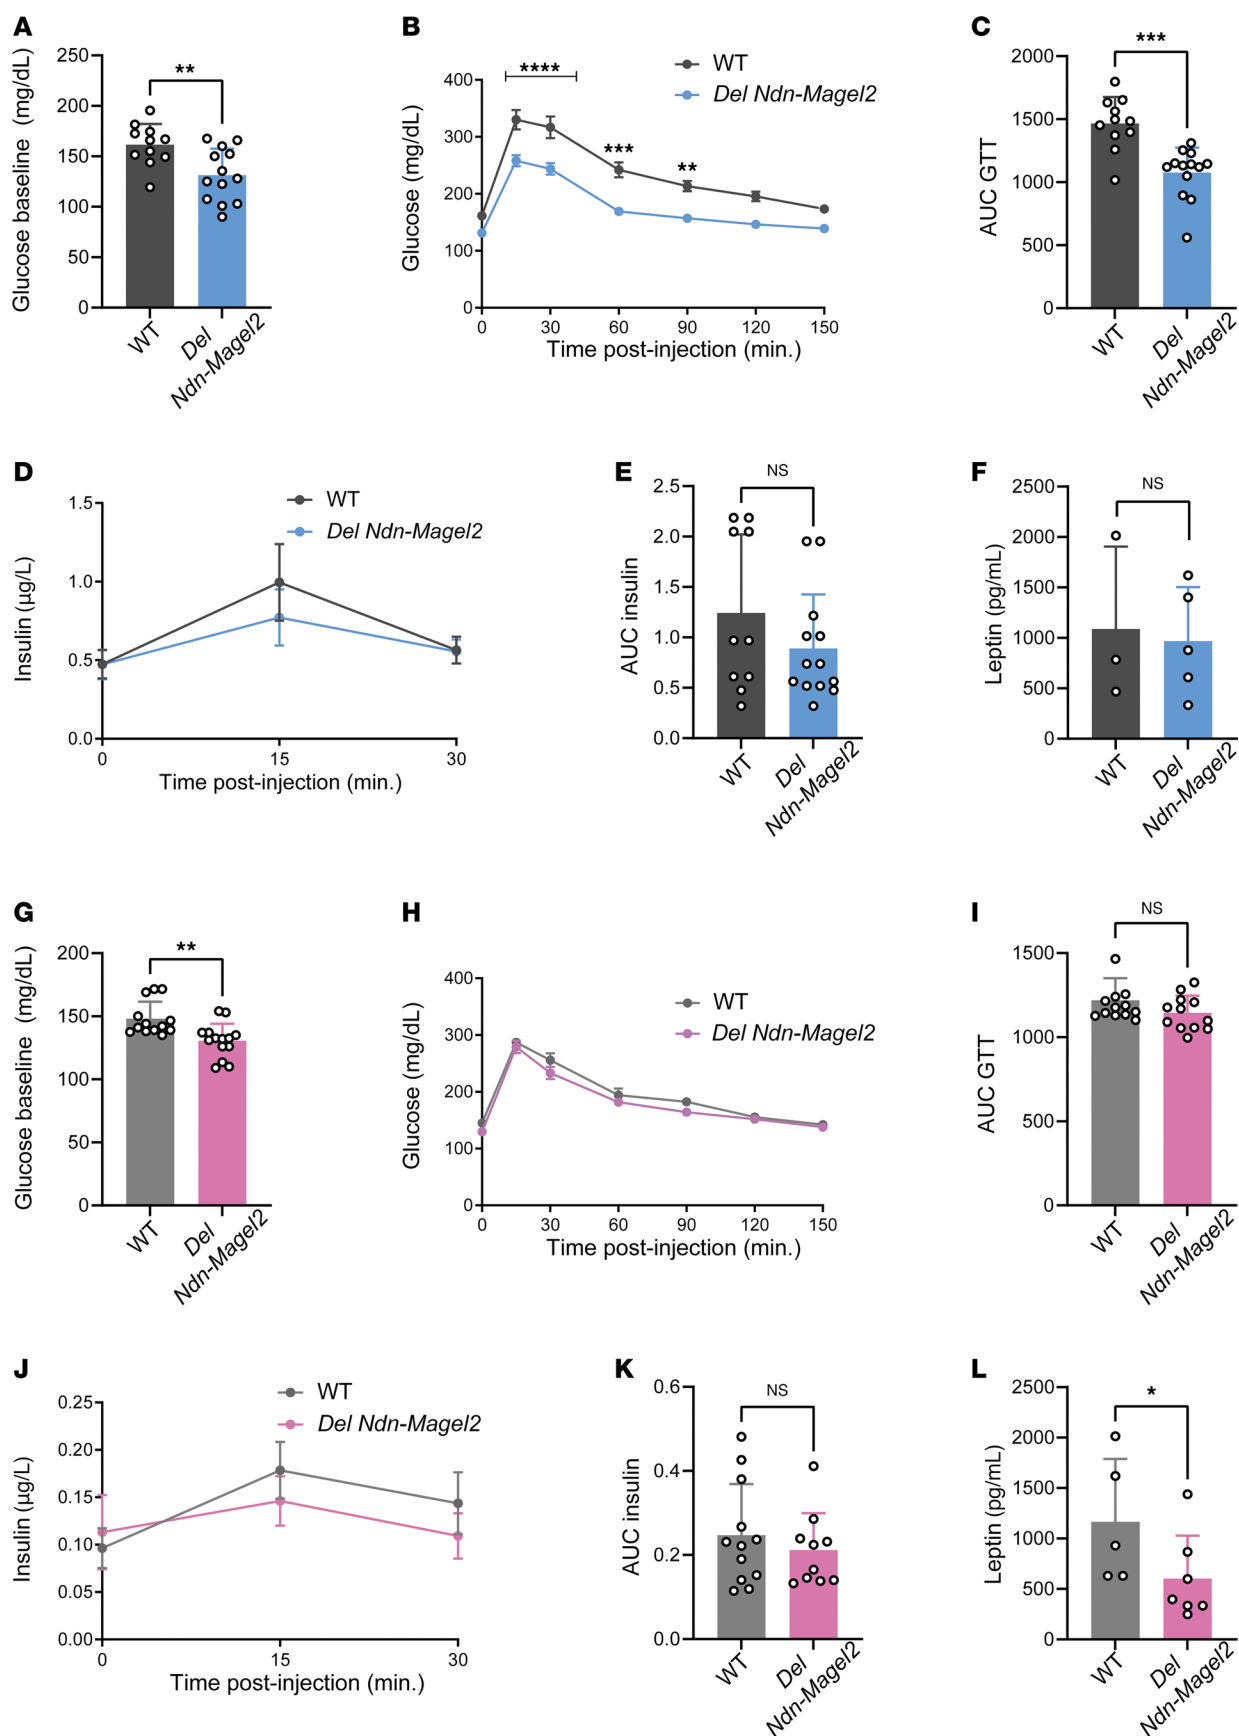 A
Glucose baseline (mg/dL)
250
200
150
100
50
0
**
WT
Del
Ndn-Magel2
B
Glucose (mg/dL)
400
300
200
100
0
****
***
**
WT
Del Ndn-Magel2
0 30 60 90 120 150
Time post-injection (min.)
C
AUC GTT
2000
1500
1000
500
0
***
WT
Del
Ndn-Magel2
D
Insulin (µg/L)
1.5
1.0
0.5
0.0
WT
Del Ndn-Magel2
0 15 30
Time post-injection (min.)
E
AUC insulin
2.5
2.0
1.5
1.0
0.5
0.0
NS
WT
Del
Ndn-Magel2
F
Leptin (pg/mL)
2500
2000
1500
1000
500
0
NS
WT
Del
Ndn-Magel2
G
Glucose baseline (mg/dL)
200
150
100
50
0
**
WT
Del
Ndn-Magel2
H
Glucose (mg/dL)
400
300
200
100
0
WT
Del Ndn-Magel2
0 30 60 90 120 150
Time post-injection (min.)
I
AUC GTT
1500
1000
500
0
NS
WT
Del
Ndn-Magel2
J
Insulin (µg/L)
0.25
0.20
0.15
0.10
0.05
0.00
WT
Del Ndn-Magel2
0 15 30
Time post-injection (min.)
K
AUC insulin
0.6
0.4
0.2
0.0
NS
WT
Del
Ndn-Magel2
L
Leptin (pg/mL)
2500
2000
1500
1000
500
0
*
WT
Del
Ndn-Magel2